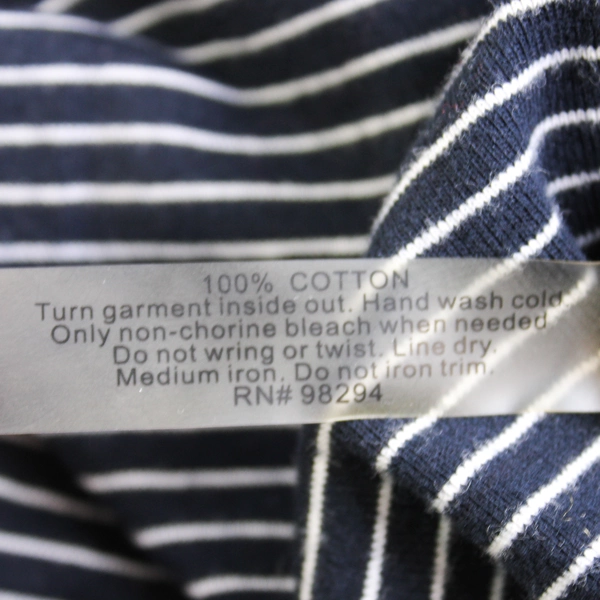 100% COTTON
Turn garment inside out. Hand wash cold.
Only non-chorine bleach when needed
Do not wring or twist. Line dry.
Medium iron. Do not iron trim.
RN# 98294